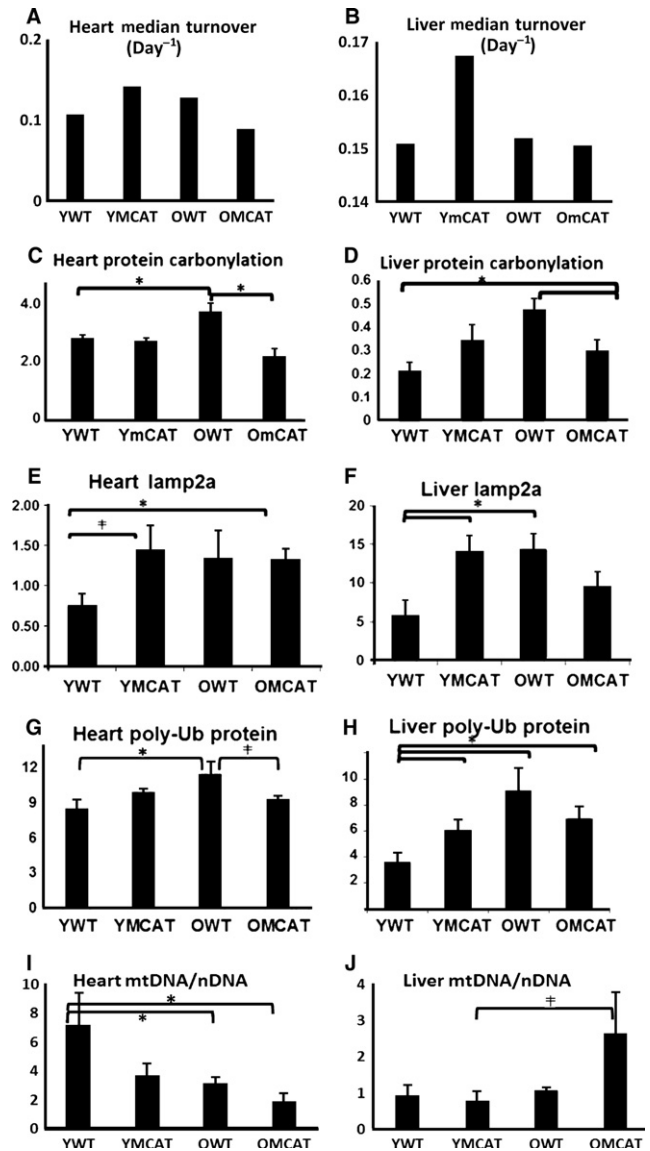 A Heart median turnover
(Day⁻¹)
0.2
0.1
0
YWT YMCAT OWT OMCAT
B Liver median turnover
(Day⁻¹)
0.17
0.16
0.15
0.14
YWT YmCAT OWT OmCAT
C Heart protein carbonylation
* *
4.0
2.0
0
YWT YmCAT OWT OmCAT
D Liver protein carbonylation
*
0.6
0.5
0.4
0.3
0.2
0.1
0
YWT YMCAT OWT OMCAT
E Heart lamp2a
2.00
*
ǂ
1.50
1.00
0.50
0.00
YWT YMCAT OWT OMCAT
F Liver lamp2a
20
*
15
10
5
YWT YMCAT OWT OMCAT
G Heart poly-Ub protein
* ǂ
12
9
6
3
0
YWT YMCAT OWT OMCAT
H Liver poly-Ub protein
*
10
8
6
4
2
YWT YMCAT OWT OMCAT
I Heart mtDNA/nDNA
10
*
8
*
6
4
2
0
YWT YMCAT OWT OMCAT
J Liver mtDNA/nDNA
4
ǂ
3
2
1
0
YWT YMCAT OWT OMCAT